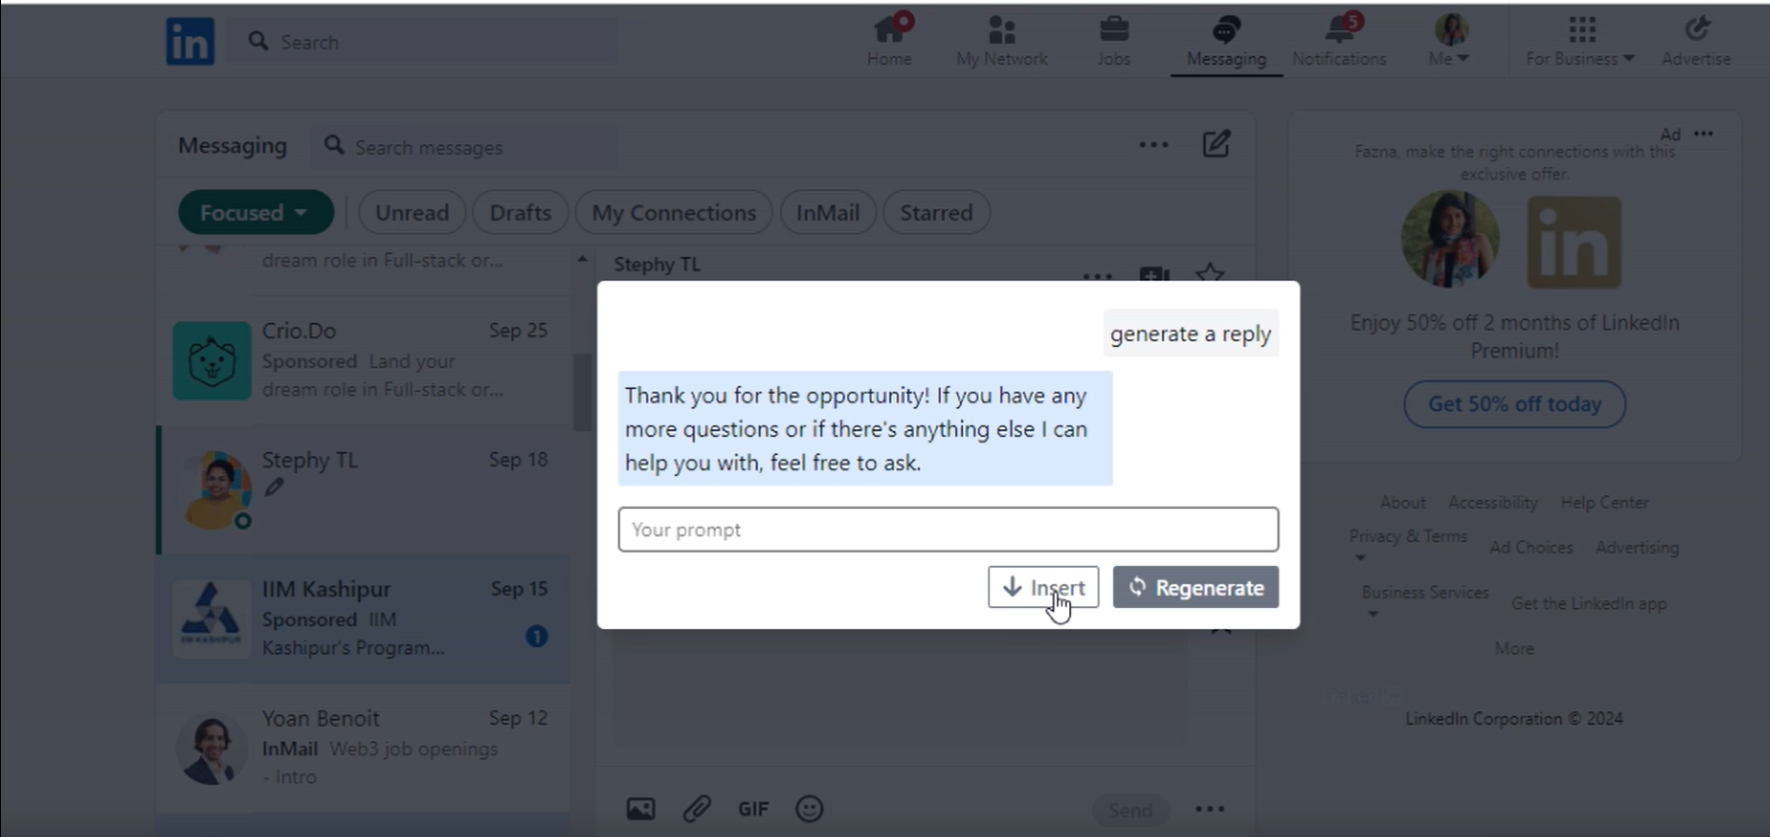 in
Search
Home
My Network
Jobs
Messaging
5
Notifications
Me
For Business
Advertise
Messaging
Search messages
Focused
Unread
Drafts
My Connections
InMail
Starred
dream role in Full-stack or...
Crio.Do
Sep 25
Sponsored Land your
dream role in Full-stack or...
Stephy TL
Sep 18
IIM Kashipur
Sep 15
Sponsored IIM
Kashipur's Program...
1
IIM KASHIPUR
Yoan Benoit
Sep 12
InMail Web3 job openings
- Intro
Stephy TL
generate a reply
Thank you for the opportunity! If you have any
more questions or if there's anything else I can
help you with, feel free to ask.
Your prompt
Insert
Regenerate
GIF
Send
Ad
Fazna, make the right connections with this
exclusive offer.
in
Enjoy 50% off 2 months of LinkedIn
Premium!
Get 50% off today
About
Accessibility
Help Center
Privacy & Terms
Ad Choices
Advertising
Business Services
Get the LinkedIn app
More
LinkedIn Corporation © 2024